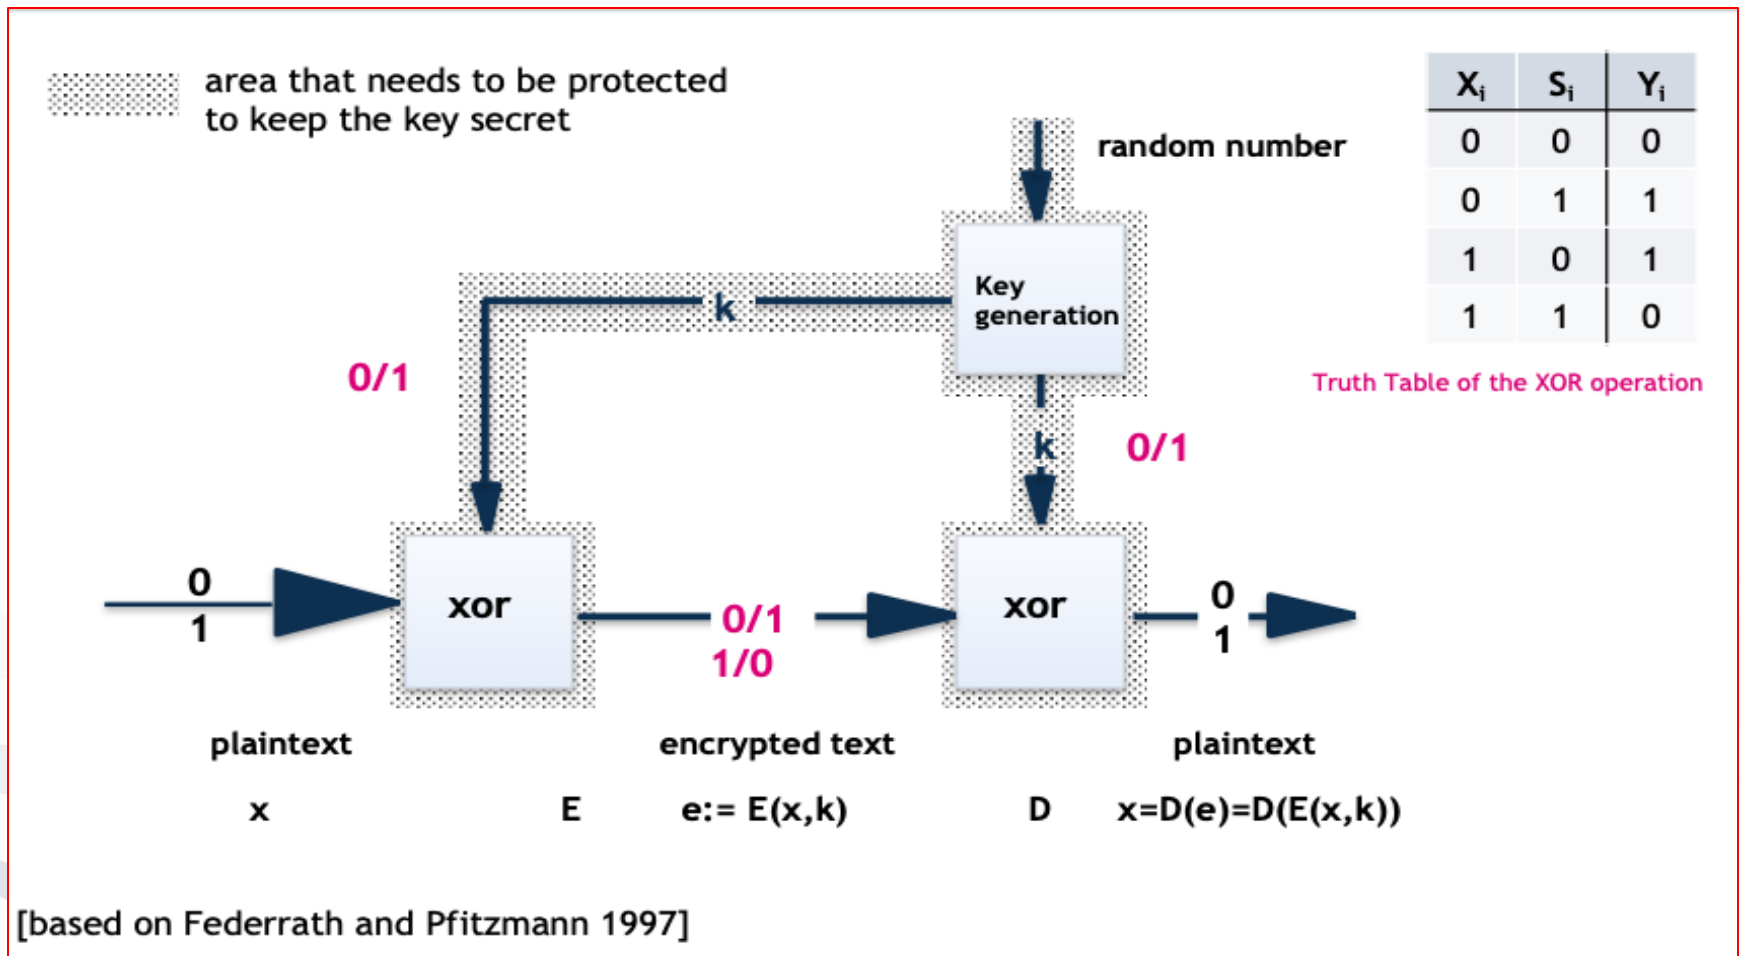 area that needs to be protected
to keep the key secret
random number
X_i S_i Y_i
0 0 0
0 1 1
1 0 1
1 1 0
Truth Table of the XOR operation
Key
generation
k
0/1
k
0/1
0
1
xor
0/1
1/0
xor
0
1
plaintext
encrypted text
plaintext
x
E
e:= E(x,k)
D
x=D(e)=D(E(x,k))
[based on Federrath and Pfitzmann 1997]